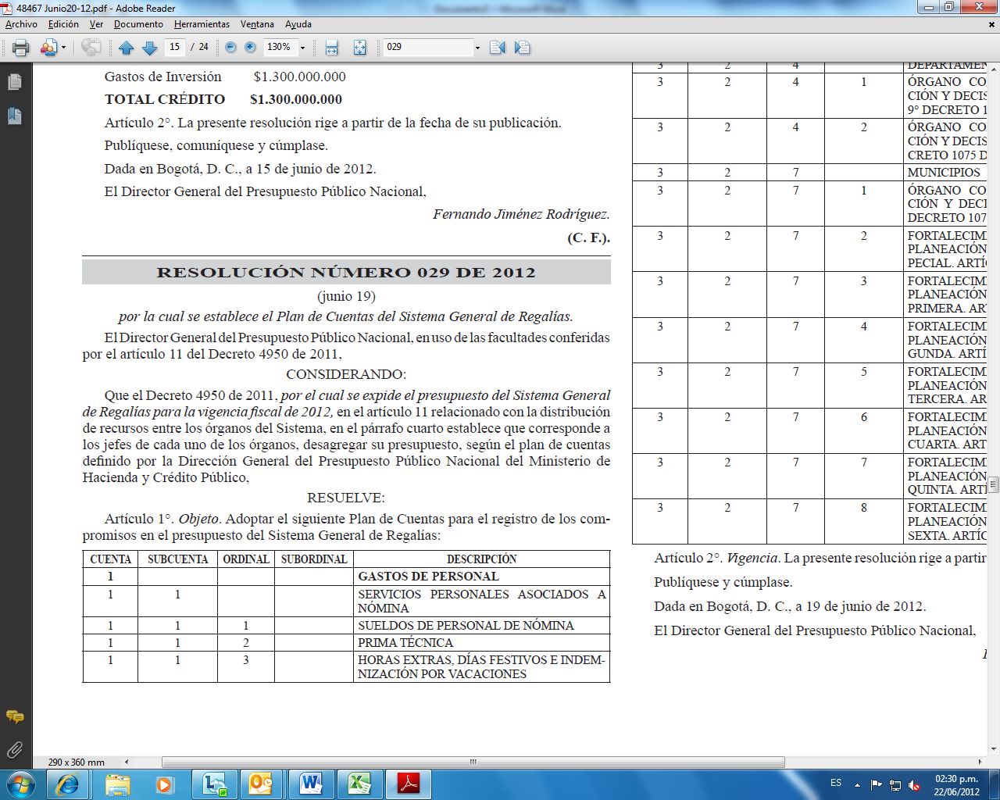 48467 Junio20-12.pdf - Adobe Reader
Archivo Edición Ver Documento Herramientas Ventana Ayuda
15 / 24 130% 029
Gastos de Inversión $1.300.000.000
TOTAL CRÉDITO $1.300.000.000
Artículo 2°. La presente resolución rige a partir de la fecha de su publicación.
Publíquese, comuníquese y cúmplase.
Dada en Bogotá, D. C., a 15 de junio de 2012.
El Director General del Presupuesto Público Nacional,
Fernando Jiménez Rodríguez.
(C. F.).
RESOLUCIÓN NÚMERO 029 DE 2012
(junio 19)
por la cual se establece el Plan de Cuentas del Sistema General de Regalías.
El Director General del Presupuesto Público Nacional, en uso de las facultades conferidas
por el artículo 11 del Decreto 4950 de 2011,
CONSIDERANDO:
Que el Decreto 4950 de 2011, por el cual se expide el presupuesto del Sistema General
de Regalías para la vigencia fiscal de 2012, en el artículo 11 relacionado con la distribución
de recursos entre los órganos del Sistema, en el párrafo cuarto establece que corresponde a
los jefes de cada uno de los órganos, desagregar su presupuesto, según el plan de cuentas
definido por la Dirección General del Presupuesto Público Nacional del Ministerio de
Hacienda y Crédito Público,
RESUELVE:
Artículo 1°. Objeto. Adoptar el siguiente Plan de Cuentas para el registro de los com-
promisos en el presupuesto del Sistema General de Regalías:
CUENTA SUBCUENTA ORDINAL SUBORDINAL DESCRIPCIÓN
1 GASTOS DE PERSONAL
1 1 SERVICIOS PERSONALES ASOCIADOS A
NÓMINA
1 1 1 SUELDOS DE PERSONAL DE NÓMINA
1 1 2 PRIMA TÉCNICA
1 1 3 HORAS EXTRAS, DÍAS FESTIVOS E INDEM-
NIZACIÓN POR VACACIONES
3 2 4 DEPARTAMEN
3 2 4 1 ÓRGANO CO
CIÓN Y DECIS
9° DECRETO 1
3 2 4 2 ÓRGANO CO
CIÓN Y DECIS
CRETO 1075 D
3 2 7 MUNICIPIOS
3 2 7 1 ÓRGANO CO
CIÓN Y DECI
DECRETO 107
3 2 7 2 FORTALECIMI
PLANEACIÓN
PECIAL. ARTÍC
3 2 7 3 FORTALECIMI
PLANEACIÓN
PRIMERA. AR
3 2 7 4 FORTALECIMI
PLANEACIÓN
GUNDA. ARTÍ
3 2 7 5 FORTALECIMI
PLANEACIÓN
TERCERA. AR
3 2 7 6 FORTALECIMI
PLANEACIÓN
CUARTA. ART
3 2 7 7 FORTALECIMI
PLANEACIÓN
QUINTA. ARTÍ
3 2 7 8 FORTALECIMI
PLANEACIÓN
SEXTA. ARTÍC
Artículo 2°. Vigencia. La presente resolución rige a partir
Publíquese y cúmplase.
Dada en Bogotá, D. C., a 19 de junio de 2012.
El Director General del Presupuesto Público Nacional,
290 x 360 mm
ES 02:30 p.m.
22/06/2012